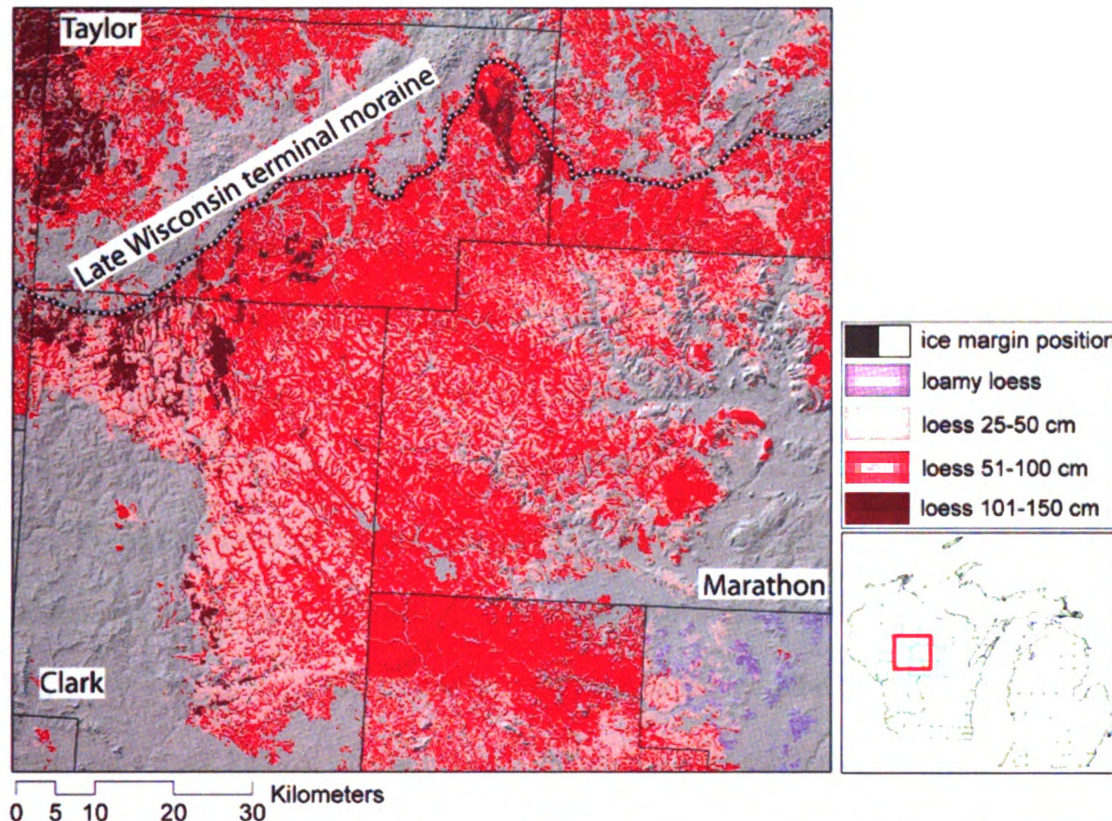 Taylor
Late Wisconsin terminal moraine
Marathon
Clark
ice margin position
loamy loess
loess 25-50 cm
loess 51-100 cm
loess 101-150 cm
0 5 10 20 30 Kilometers